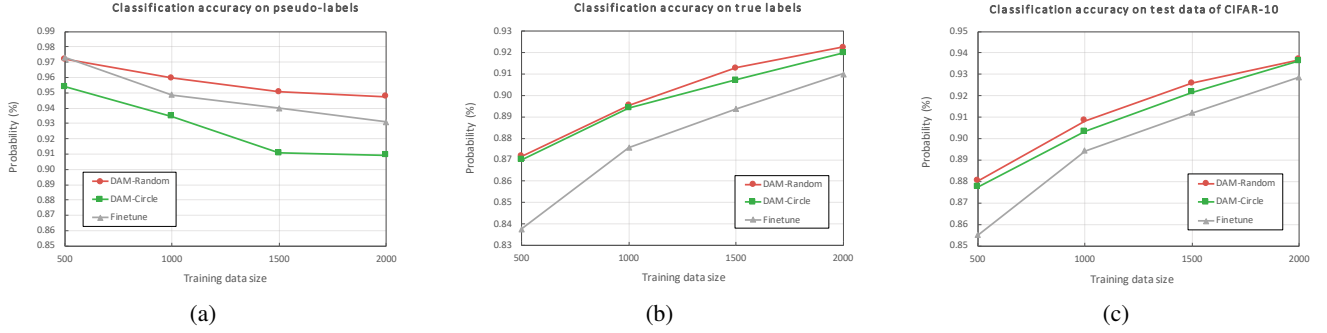 Classification accuracy on pseudo-labels
0.99
0.98
0.97
0.96
0.95
0.94
0.93
0.92
0.91
0.90
0.89
0.88
0.87
0.86
0.85
Probability (%)
DAM-Random
DAM-Circle
Finetune
500 1000 1500 2000
Training data size
(a)
Classification accuracy on true labels
0.93
0.92
0.91
0.90
0.89
0.88
0.87
0.86
0.85
0.84
0.83
Probability (%)
DAM-Random
DAM-Circle
Finetune
500 1000 1500 2000
Training data size
(b)
Classification accuracy on test data of CIFAR-10
0.95
0.94
0.93
0.92
0.91
0.90
0.89
0.88
0.87
0.86
0.85
Probability (%)
DAM-Random
DAM-Circle
Finetune
500 1000 1500 2000
Training data size
(c)